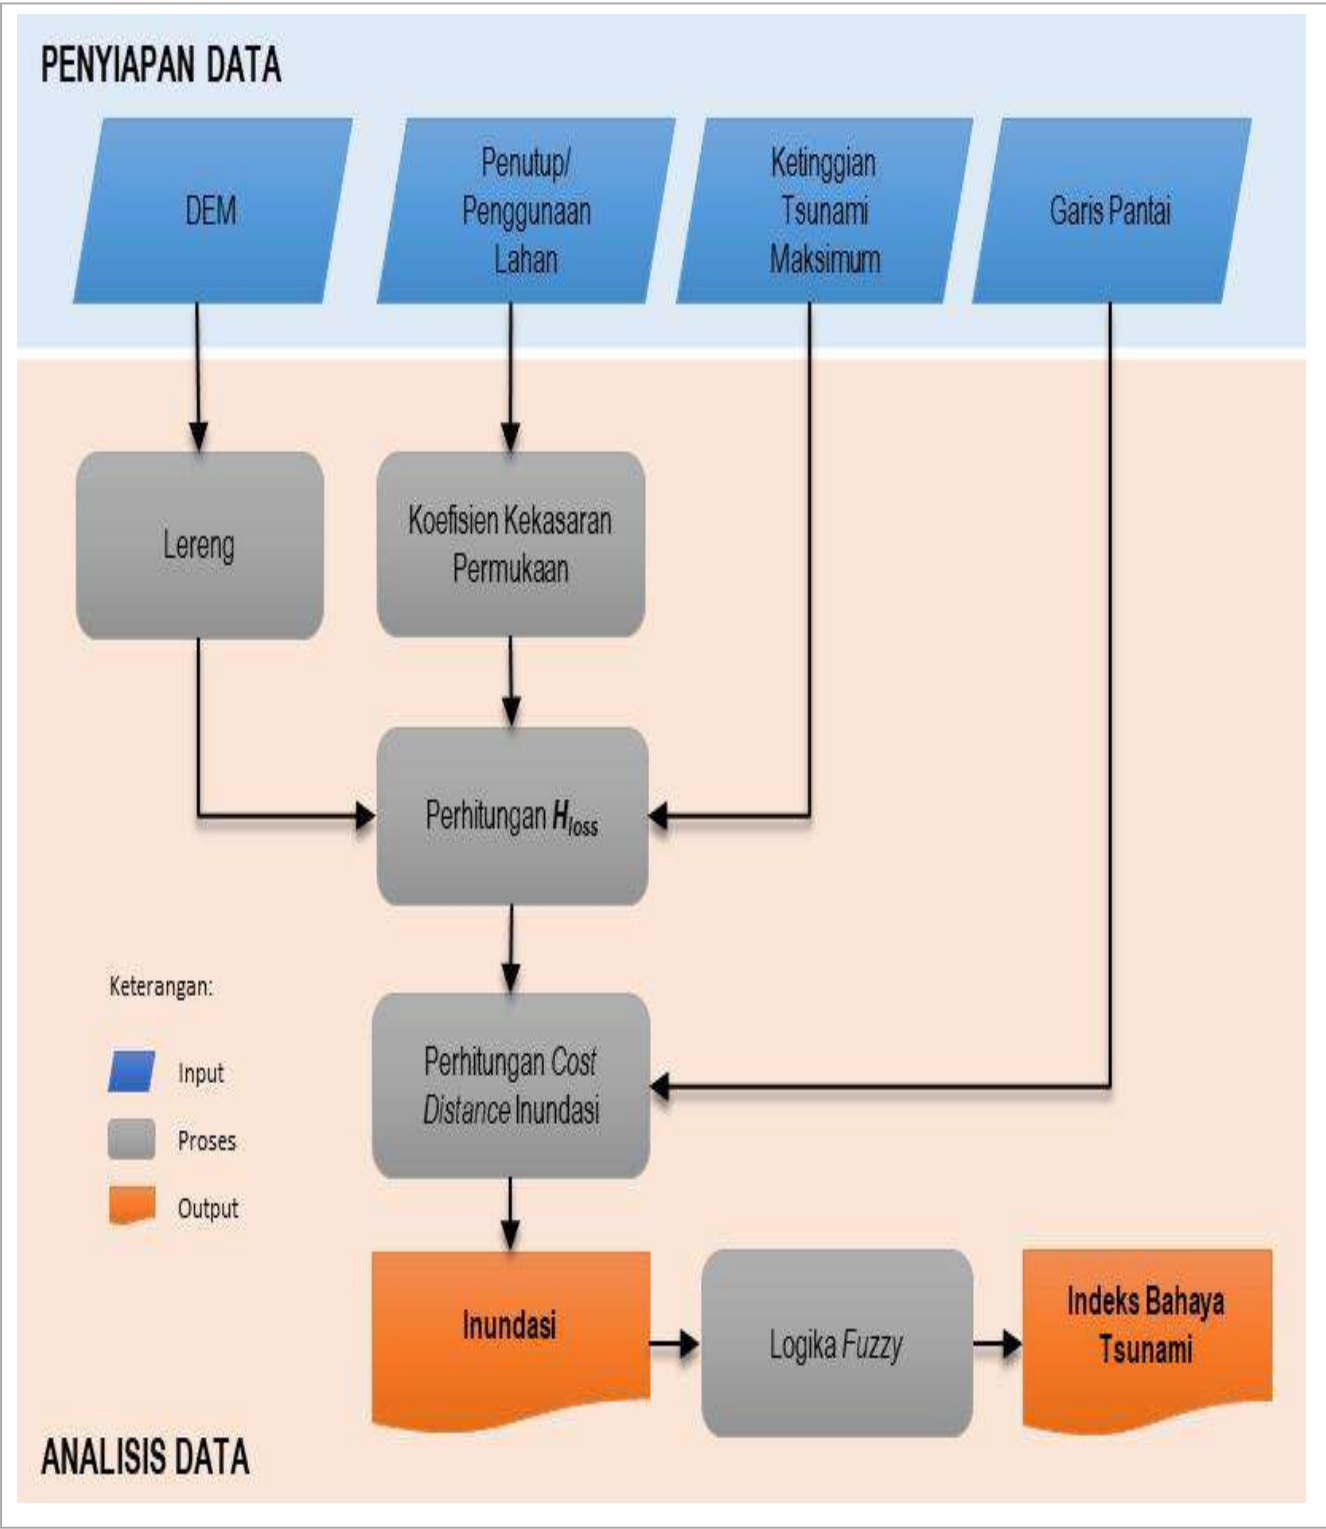 PENYIAPAN DATA
DEM
Penutup/
Penggunaan
Lahan
Ketinggian
Tsunami
Maksimum
Garis Pantai
Lereng
Koefisien Kekasaran
Permukaan
Perhitungan Hloss
Keterangan:
Input
Proses
Output
Perhitungan Cost
Distance Inundasi
Inundasi
Logika Fuzzy
Indeks Bahaya
Tsunami
ANALISIS DATA